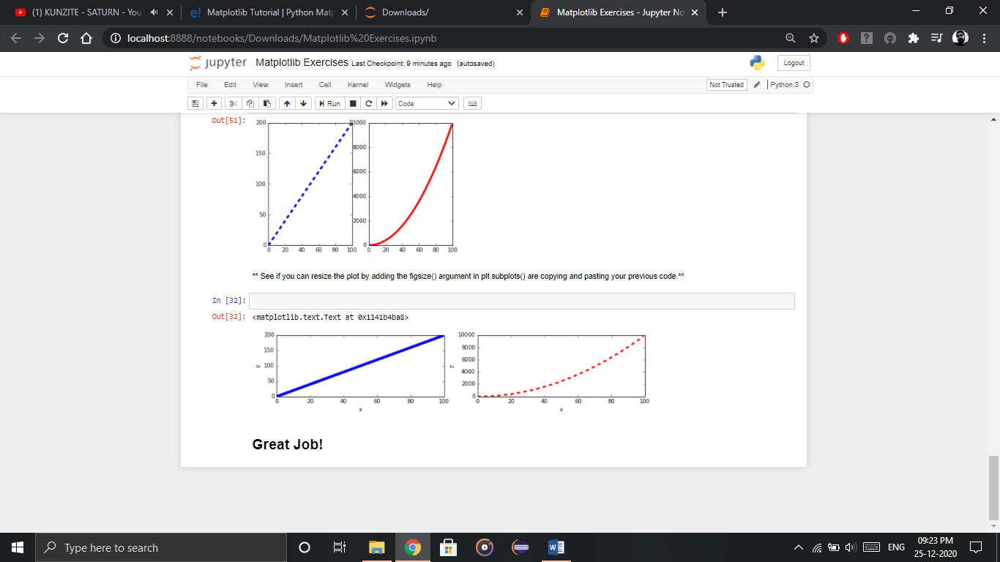 (1) KUNZITE - SATURN - You
Matplotlib Tutorial | Python Matp
Downloads/
Matplotlib Exercises - Jupyter No
localhost:8888/notebooks/Downloads/Matplotlib%20Exercises.ipynb
jupyter Matplotlib Exercises Last Checkpoint: 9 minutes ago (autosaved)
Logout
File Edit View Insert Cell Kernel Widgets Help
Not Trusted Python 3
Run Code
Out[51]:
200 10000
8000
150
6000
100
4000
50
2000
0 0
0 20 40 60 80 100 0 20 40 60 80 100
** See if you can resize the plot by adding the figsize() argument in plt.subplots() are copying and pasting your previous code.**
In [32]:
Out[32]: <matplotlib.text.Text at 0x1141b4ba8>
200 10000
150 8000
y 100 z 6000
4000
50 2000
0 0
0 20 40 60 80 100 0 20 40 60 80 100
x x
Great Job!
Type here to search
ENG
09:23 PM
25-12-2020